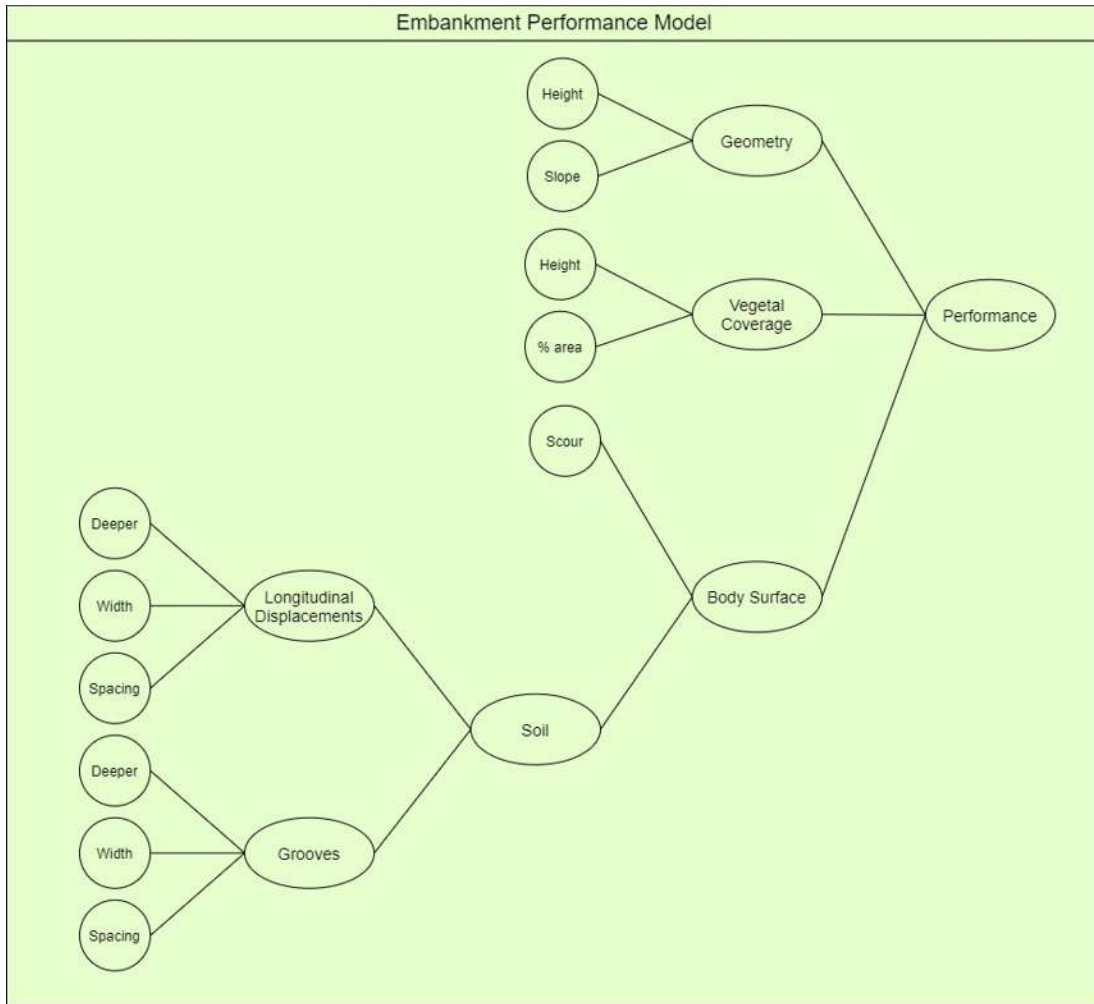 Embankment Performance Model
Height
Geometry
Slope
Height
Vegetal
Coverage
Performance
% area
Scour
Deeper
Longitudinal
Displacements
Width
Body Surface
Spacing
Soil
Deeper
Width
Grooves
Spacing